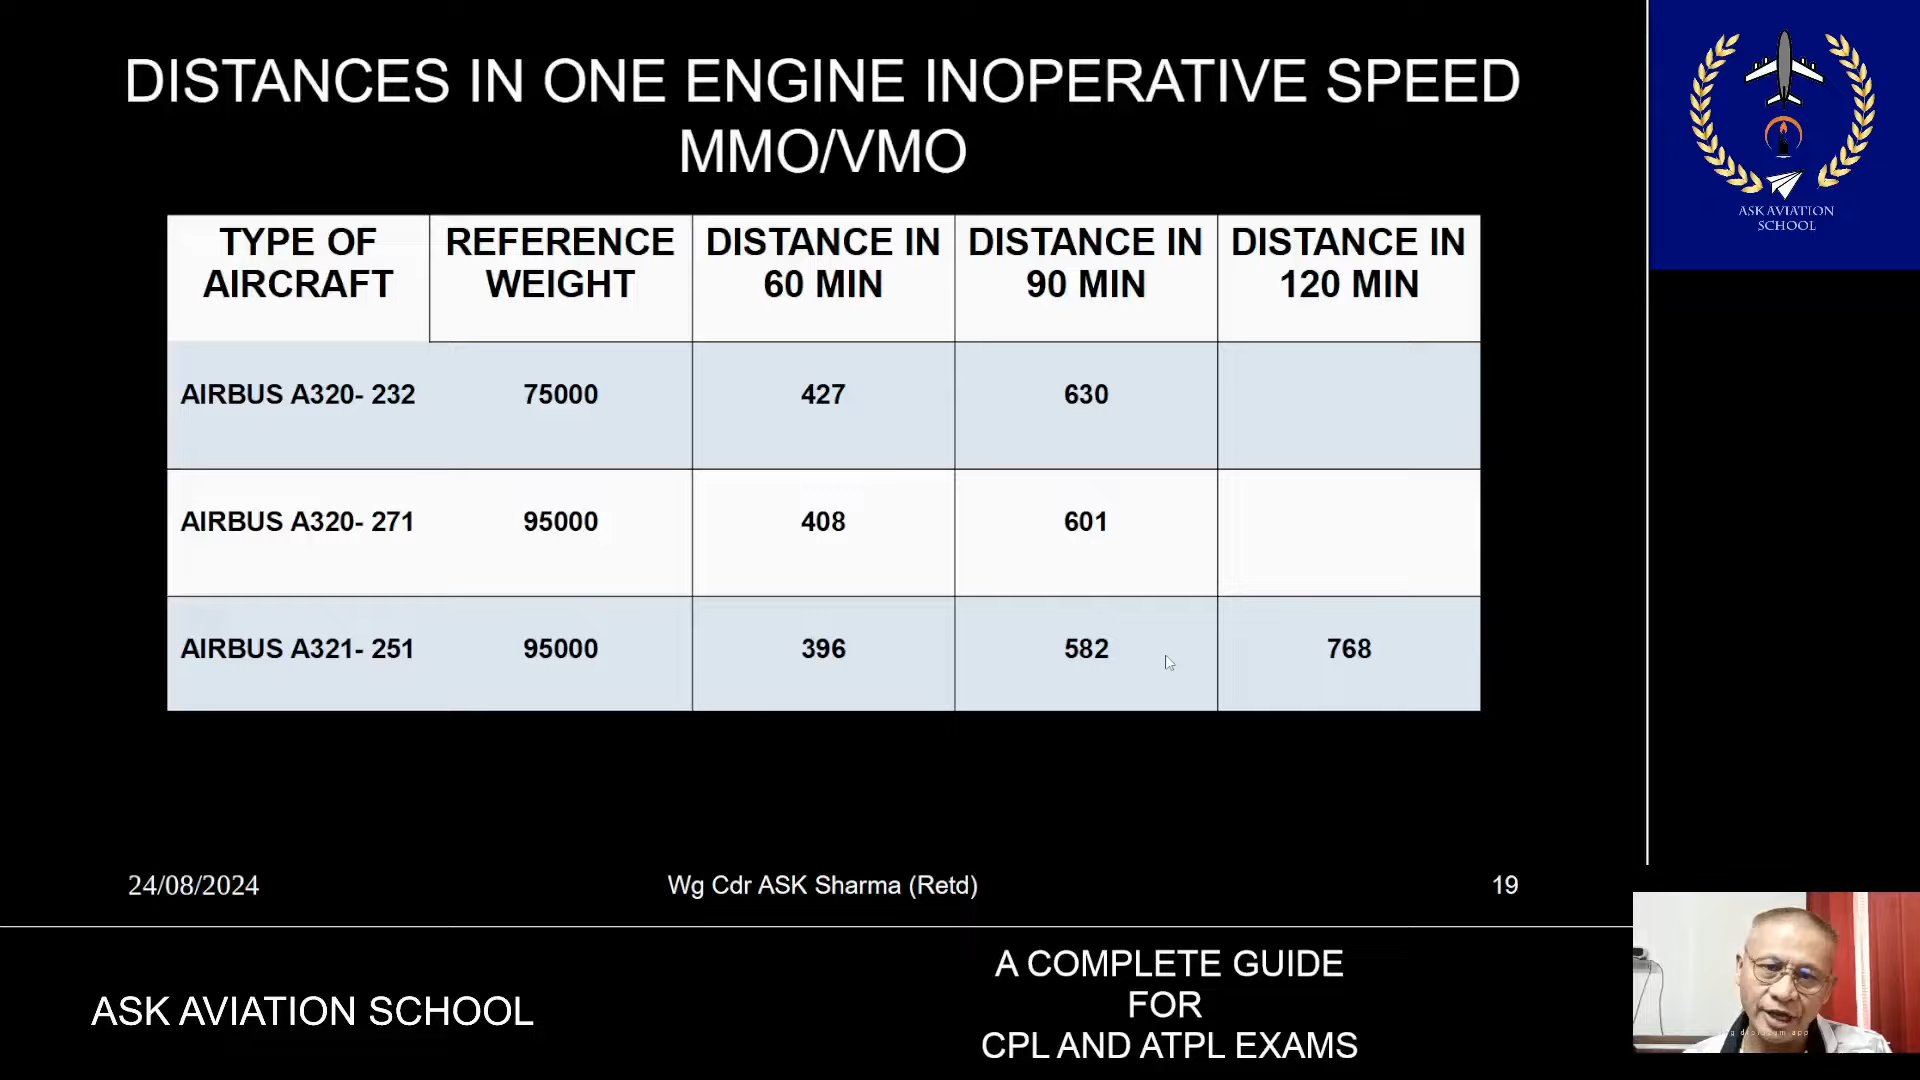 DISTANCES IN ONE ENGINE INOPERATIVE SPEED
MMO/VMO
TYPE OF
AIRCRAFT
REFERENCE
WEIGHT
DISTANCE IN
60 MIN
DISTANCE IN
90 MIN
DISTANCE IN
120 MIN
AIRBUS A320- 232
75000
427
630
AIRBUS A320- 271
95000
408
601
AIRBUS A321- 251
95000
396
582
768
24/08/2024
Wg Cdr ASK Sharma (Retd)
19
ASK AVIATION
SCHOOL
ASK AVIATION SCHOOL
A COMPLETE GUIDE
FOR
CPL AND ATPL EXAMS